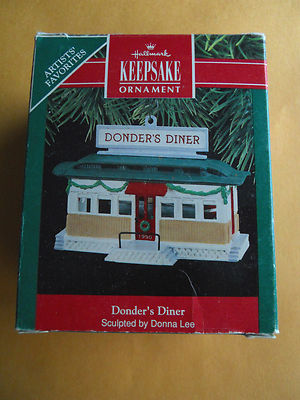 ARTISTS'
FAVORITES
Hallmark
KEEPSAKE
ORNAMENT
DONDER'S DINER
1990
Donder's Diner
Sculpted by Donna Lee